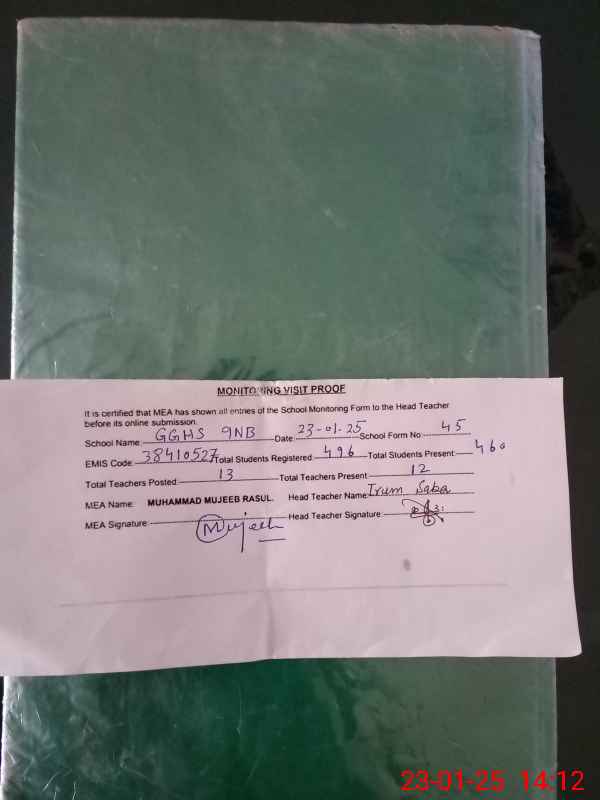 MONITORING VISIT PROOF
It is certified that MEA has shown all entries of the School Monitoring Form to the Head Teacher
before its online submission.
School Name: GGHS 9NB Date: 23-01-25 School Form No: 45
EMIS Code: 38410527 Total Students Registered: 496 Total Students Present: 460
Total Teachers Posted: 13 Total Teachers Present: 12
MEA Name: MUHAMMAD MUJEEB RASUL. Head Teacher Name: Irum Saba
MEA Signature: Mujeeb Head Teacher Signature:
23-01-25 14:12